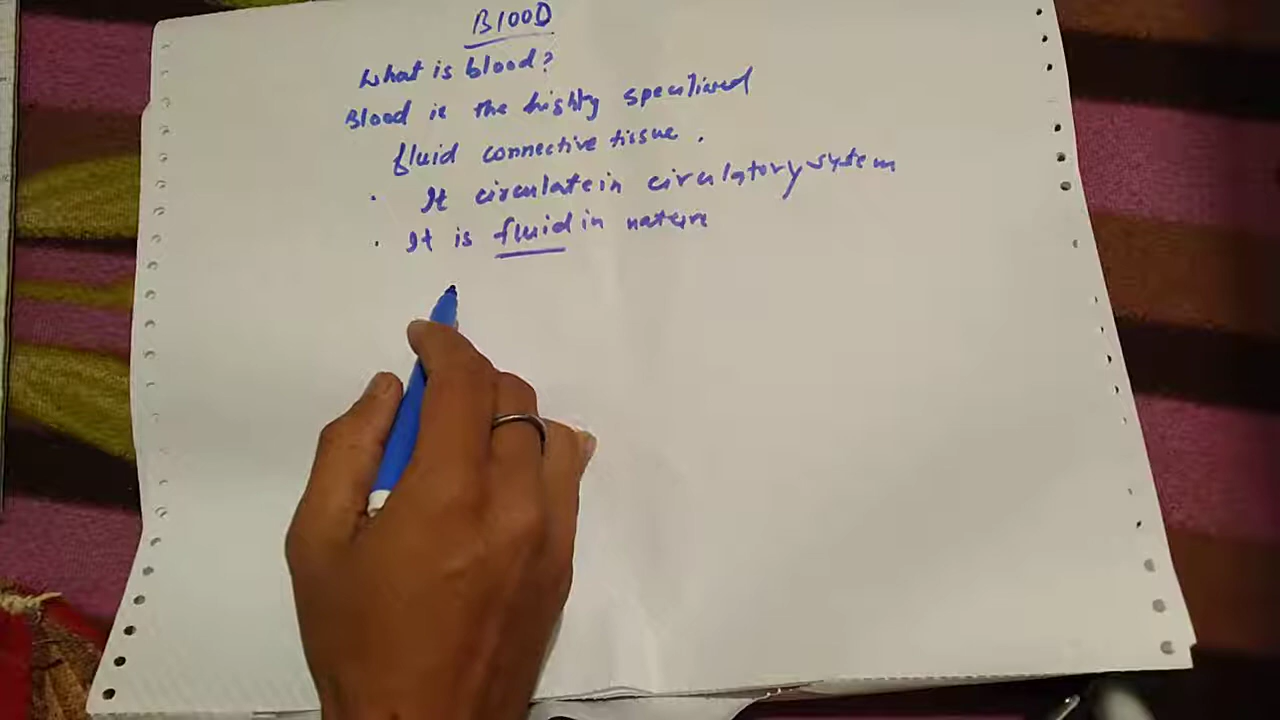 BlOOD
What is blood?
Blood is the highly specilized
fluid connective tissue.
· It circulate in circulatory system
· It is fluid in nature